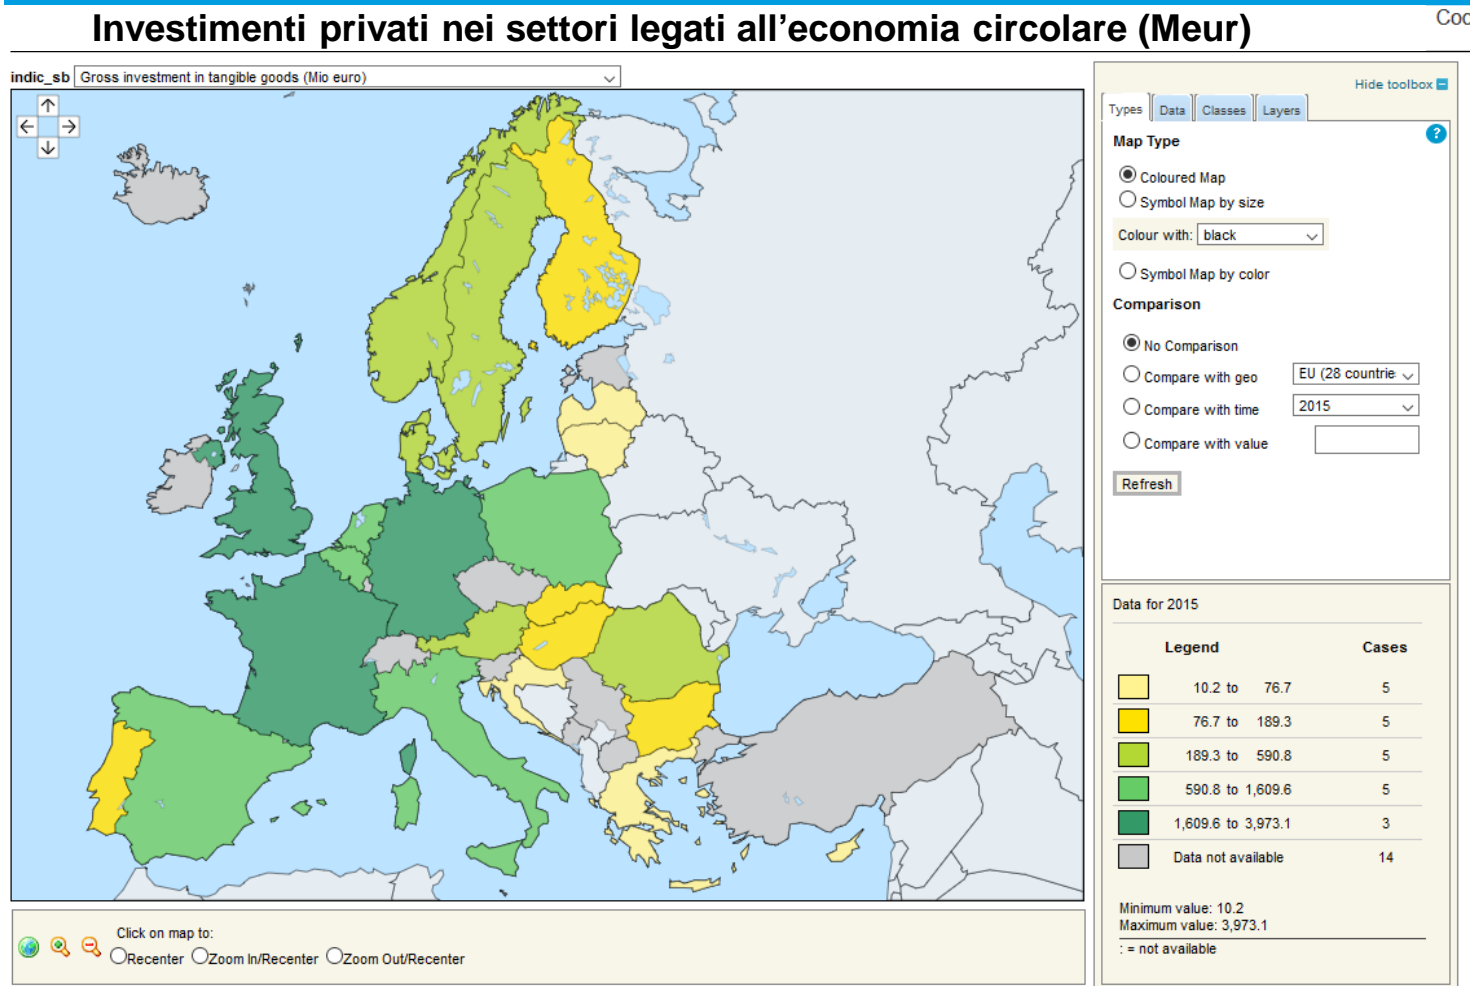 Investimenti privati nei settori legati all'economia circolare (Meur)
indic_sb Gross investment in tangible goods (Mio euro)
Hide toolbox
Types Data Classes Layers
?
Map Type
Coloured Map
Symbol Map by size
Colour with: black
Symbol Map by color
Comparison
No Comparison
Compare with geo EU (28 countrie
Compare with time 2015
Compare with value
Refresh
Data for 2015
Legend Cases
10.2 to 76.7 5
76.7 to 189.3 5
189.3 to 590.8 5
590.8 to 1,609.6 5
1,609.6 to 3,973.1 3
Data not available 14
Minimum value: 10.2
Maximum value: 3,973.1
: = not available
Click on map to:
Recenter Zoom In/Recenter Zoom Out/Recenter